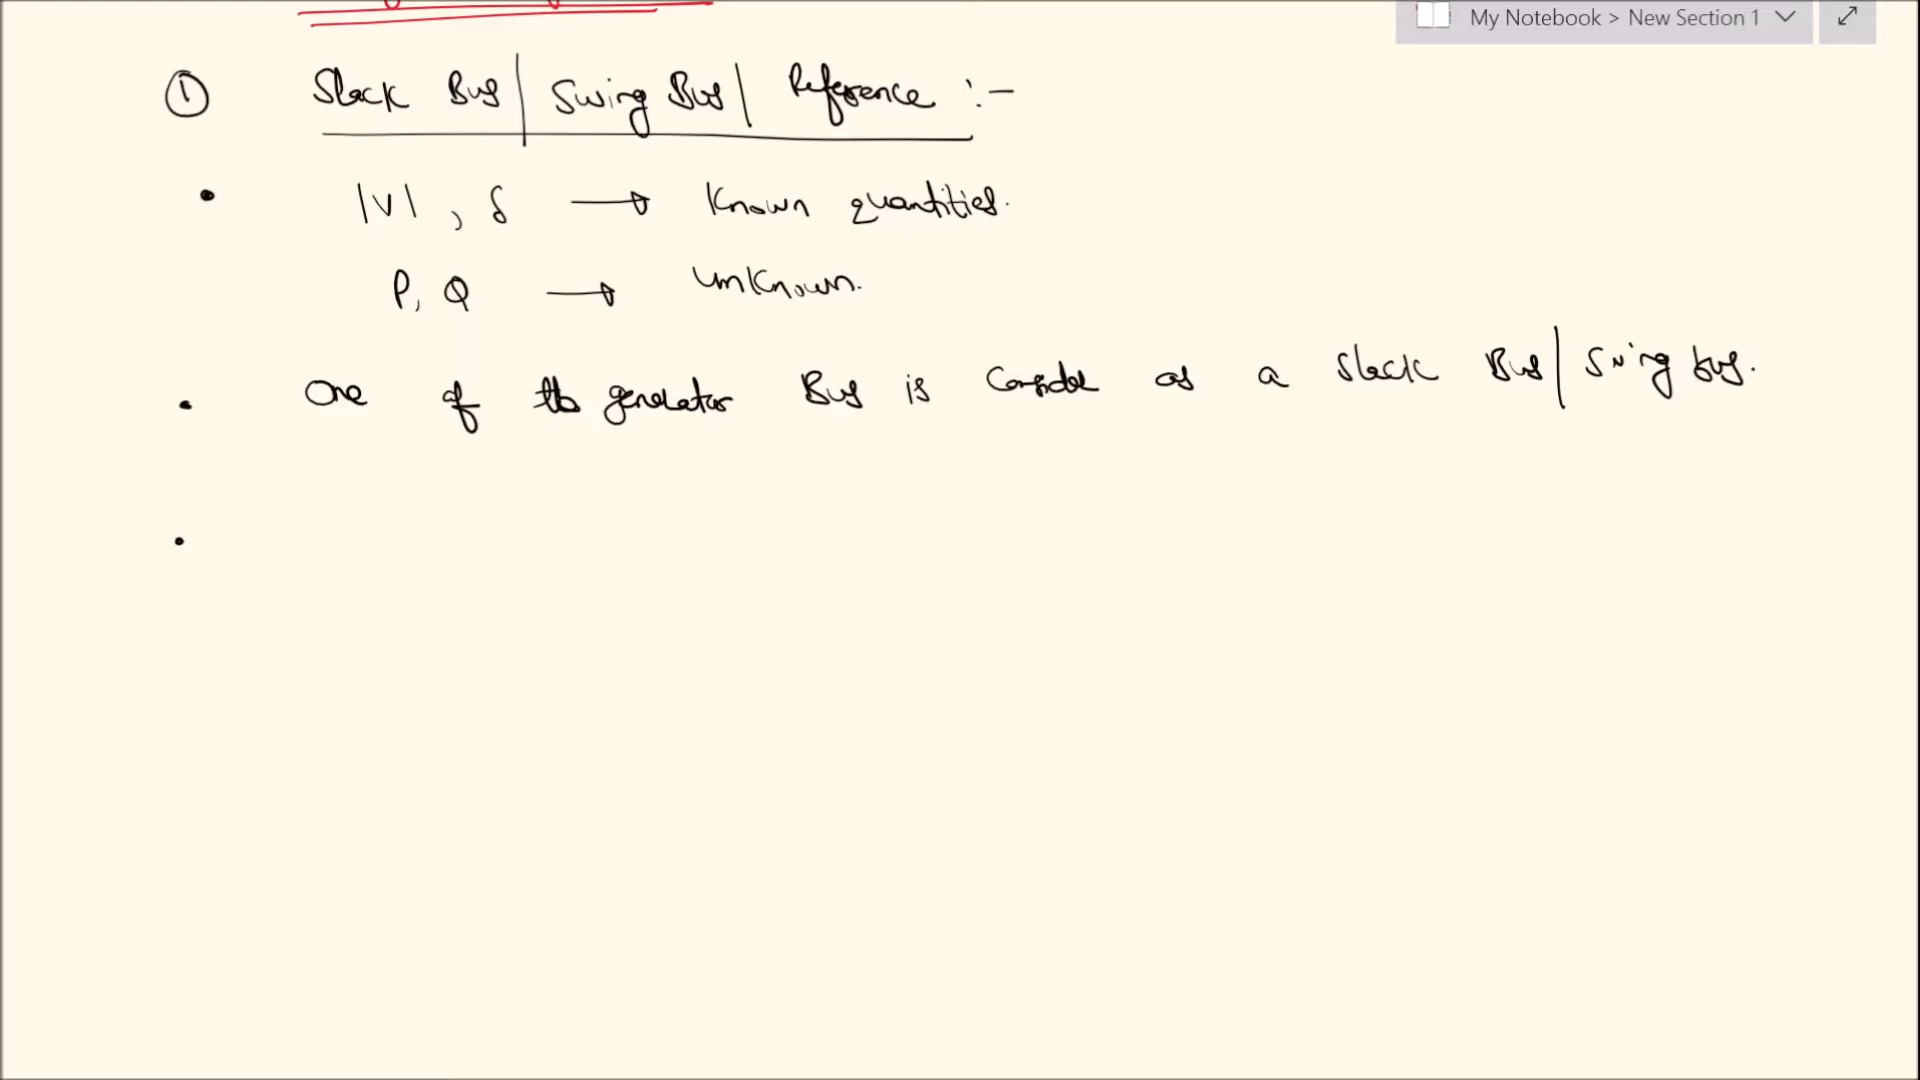 My Notebook > New Section 1
① Slack Bus | Swing Bus | Reference :-
• |V| , δ → Known quantities.
P, Q → unknown.
• One of the generator Bus is Consider as a Slack Bus | Swing bus.
•